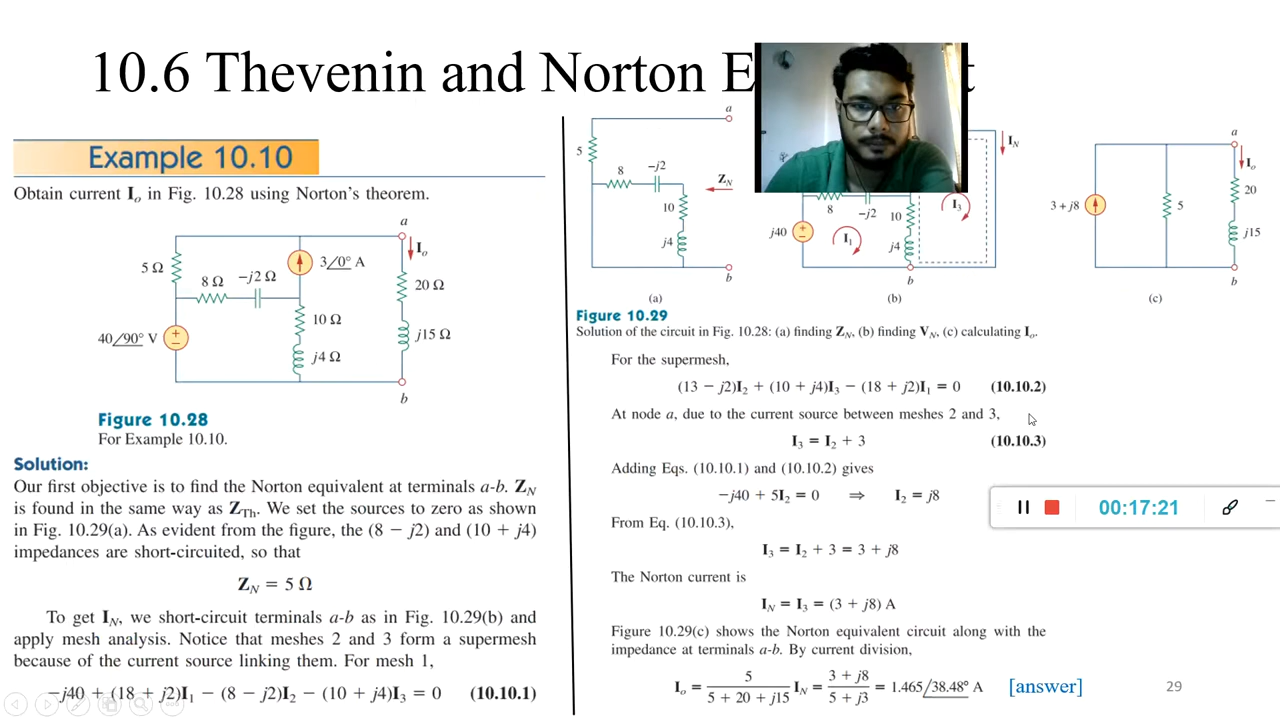 10.6 Thevenin and Norton E
Example 10.10
Obtain current Iₒ in Fig. 10.28 using Norton's theorem.
a
Iₒ
5 Ω
8 Ω
−j2 Ω
3/0° A
20 Ω
10 Ω
40/90° V
+
−
j15 Ω
j4 Ω
b
Figure 10.28
For Example 10.10.
Solution:
Our first objective is to find the Norton equivalent at terminals a-b. Z_N
is found in the same way as Z_Th. We set the sources to zero as shown
in Fig. 10.29(a). As evident from the figure, the (8 − j2) and (10 + j4)
impedances are short-circuited, so that
Z_N = 5 Ω
To get I_N, we short-circuit terminals a-b as in Fig. 10.29(b) and
apply mesh analysis. Notice that meshes 2 and 3 form a supermesh
because of the current source linking them. For mesh 1,
−j40 + (18 + j2)I₁ − (8 − j2)I₂ − (10 + j4)I₃ = 0 (10.10.1)
a
5
8
−j2
Z_N
10
j4
b
(a)
I_N
8
−j2
10
I₃
j40
+
−
I₁
j4
b
(b)
a
Iₒ
20
3 + j8
5
j15
b
(c)
Figure 10.29
Solution of the circuit in Fig. 10.28: (a) finding Z_N, (b) finding V_N, (c) calculating Iₒ.
For the supermesh,
(13 − j2)I₂ + (10 + j4)I₃ − (18 + j2)I₁ = 0 (10.10.2)
At node a, due to the current source between meshes 2 and 3,
I₃ = I₂ + 3 (10.10.3)
Adding Eqs. (10.10.1) and (10.10.2) gives
−j40 + 5I₂ = 0 ⇒ I₂ = j8
From Eq. (10.10.3),
I₃ = I₂ + 3 = 3 + j8
The Norton current is
I_N = I₃ = (3 + j8) A
Figure 10.29(c) shows the Norton equivalent circuit along with the
impedance at terminals a-b. By current division,
Iₒ = 5 / (5 + 20 + j15) I_N = (3 + j8) / (5 + j3) = 1.465/38.48° A [answer]
00:17:21
29